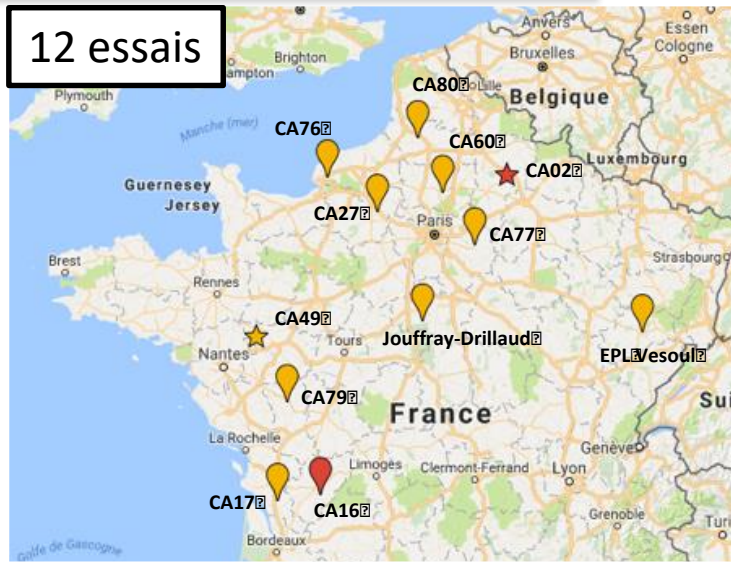 12 essais
Anvers
Essen
Cologne
Brighton
ampton
Bruxelles
Plymouth
CA80
Lille
Belgique
Manche (mer)
CA76
CA60
Luxembourg
CA02
Guernesey
Jersey
CA27
Paris
CA77
Brest
Strasbourg
Rennes
CA49
Jouffray-Drillaud
EPL Vesoul
Nantes
Tours
CA79
France
Sui
La Rochelle
Genève
Limoges
Clermont-Ferrand
Lyon
CA17
CA16
Grenoble
Turi
Bordeaux
Golfe de Gascogne